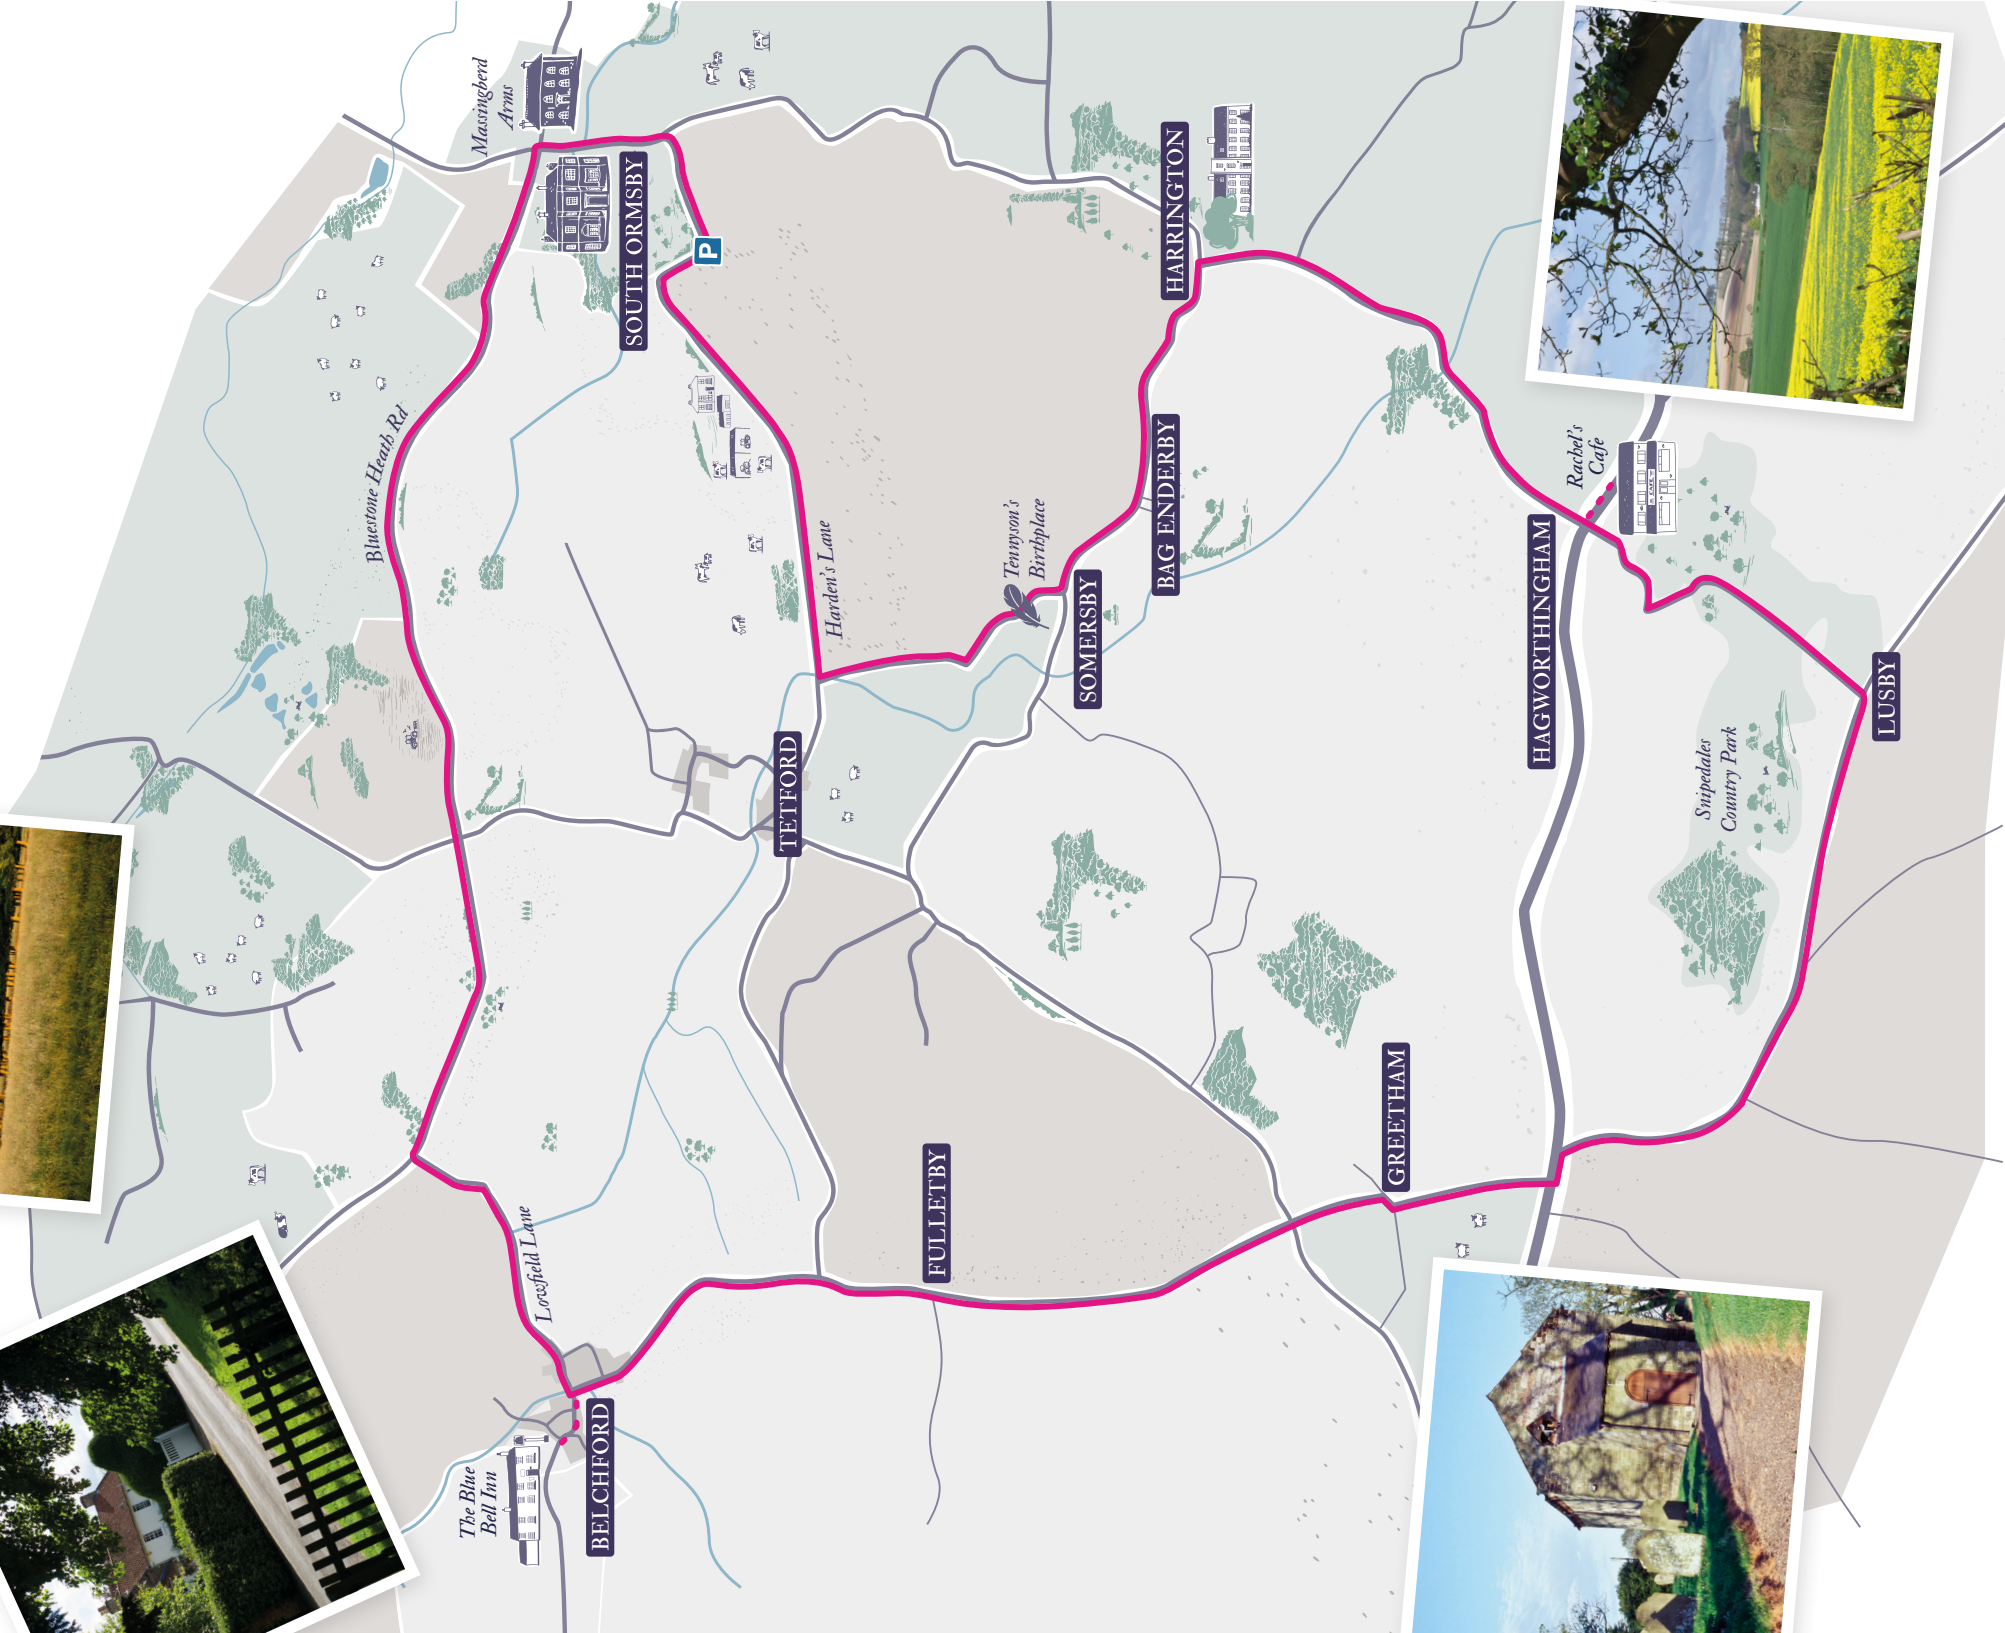 Bluestone Heath Rd
The Blue
Bell Inn
Massingberd
Arms
Lowfield Lane
BELCHFORD
SOUTH ORMSBY
P
TETFORD
Harden's Lane
FULLETBY
Tennyson's
Birthplace
SOMERSBY
BAG ENDERBY
HARRINGTON
GREETHAM
HAGWORTHINGHAM
Rachel's
Cafe
CAFE
Snipedales
Country Park
LUSBY